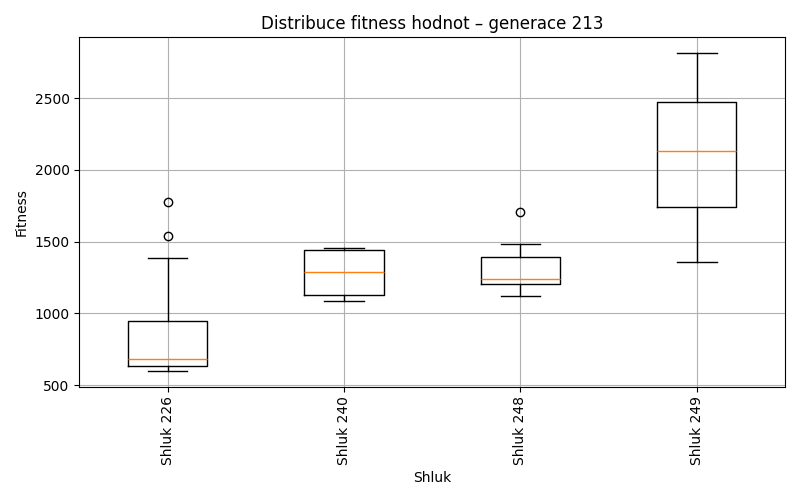 Distribuce fitness hodnot – generace 213
Fitness
2500
2000
1500
1000
500
Shluk 226
Shluk 240
Shluk 248
Shluk 249
Shluk